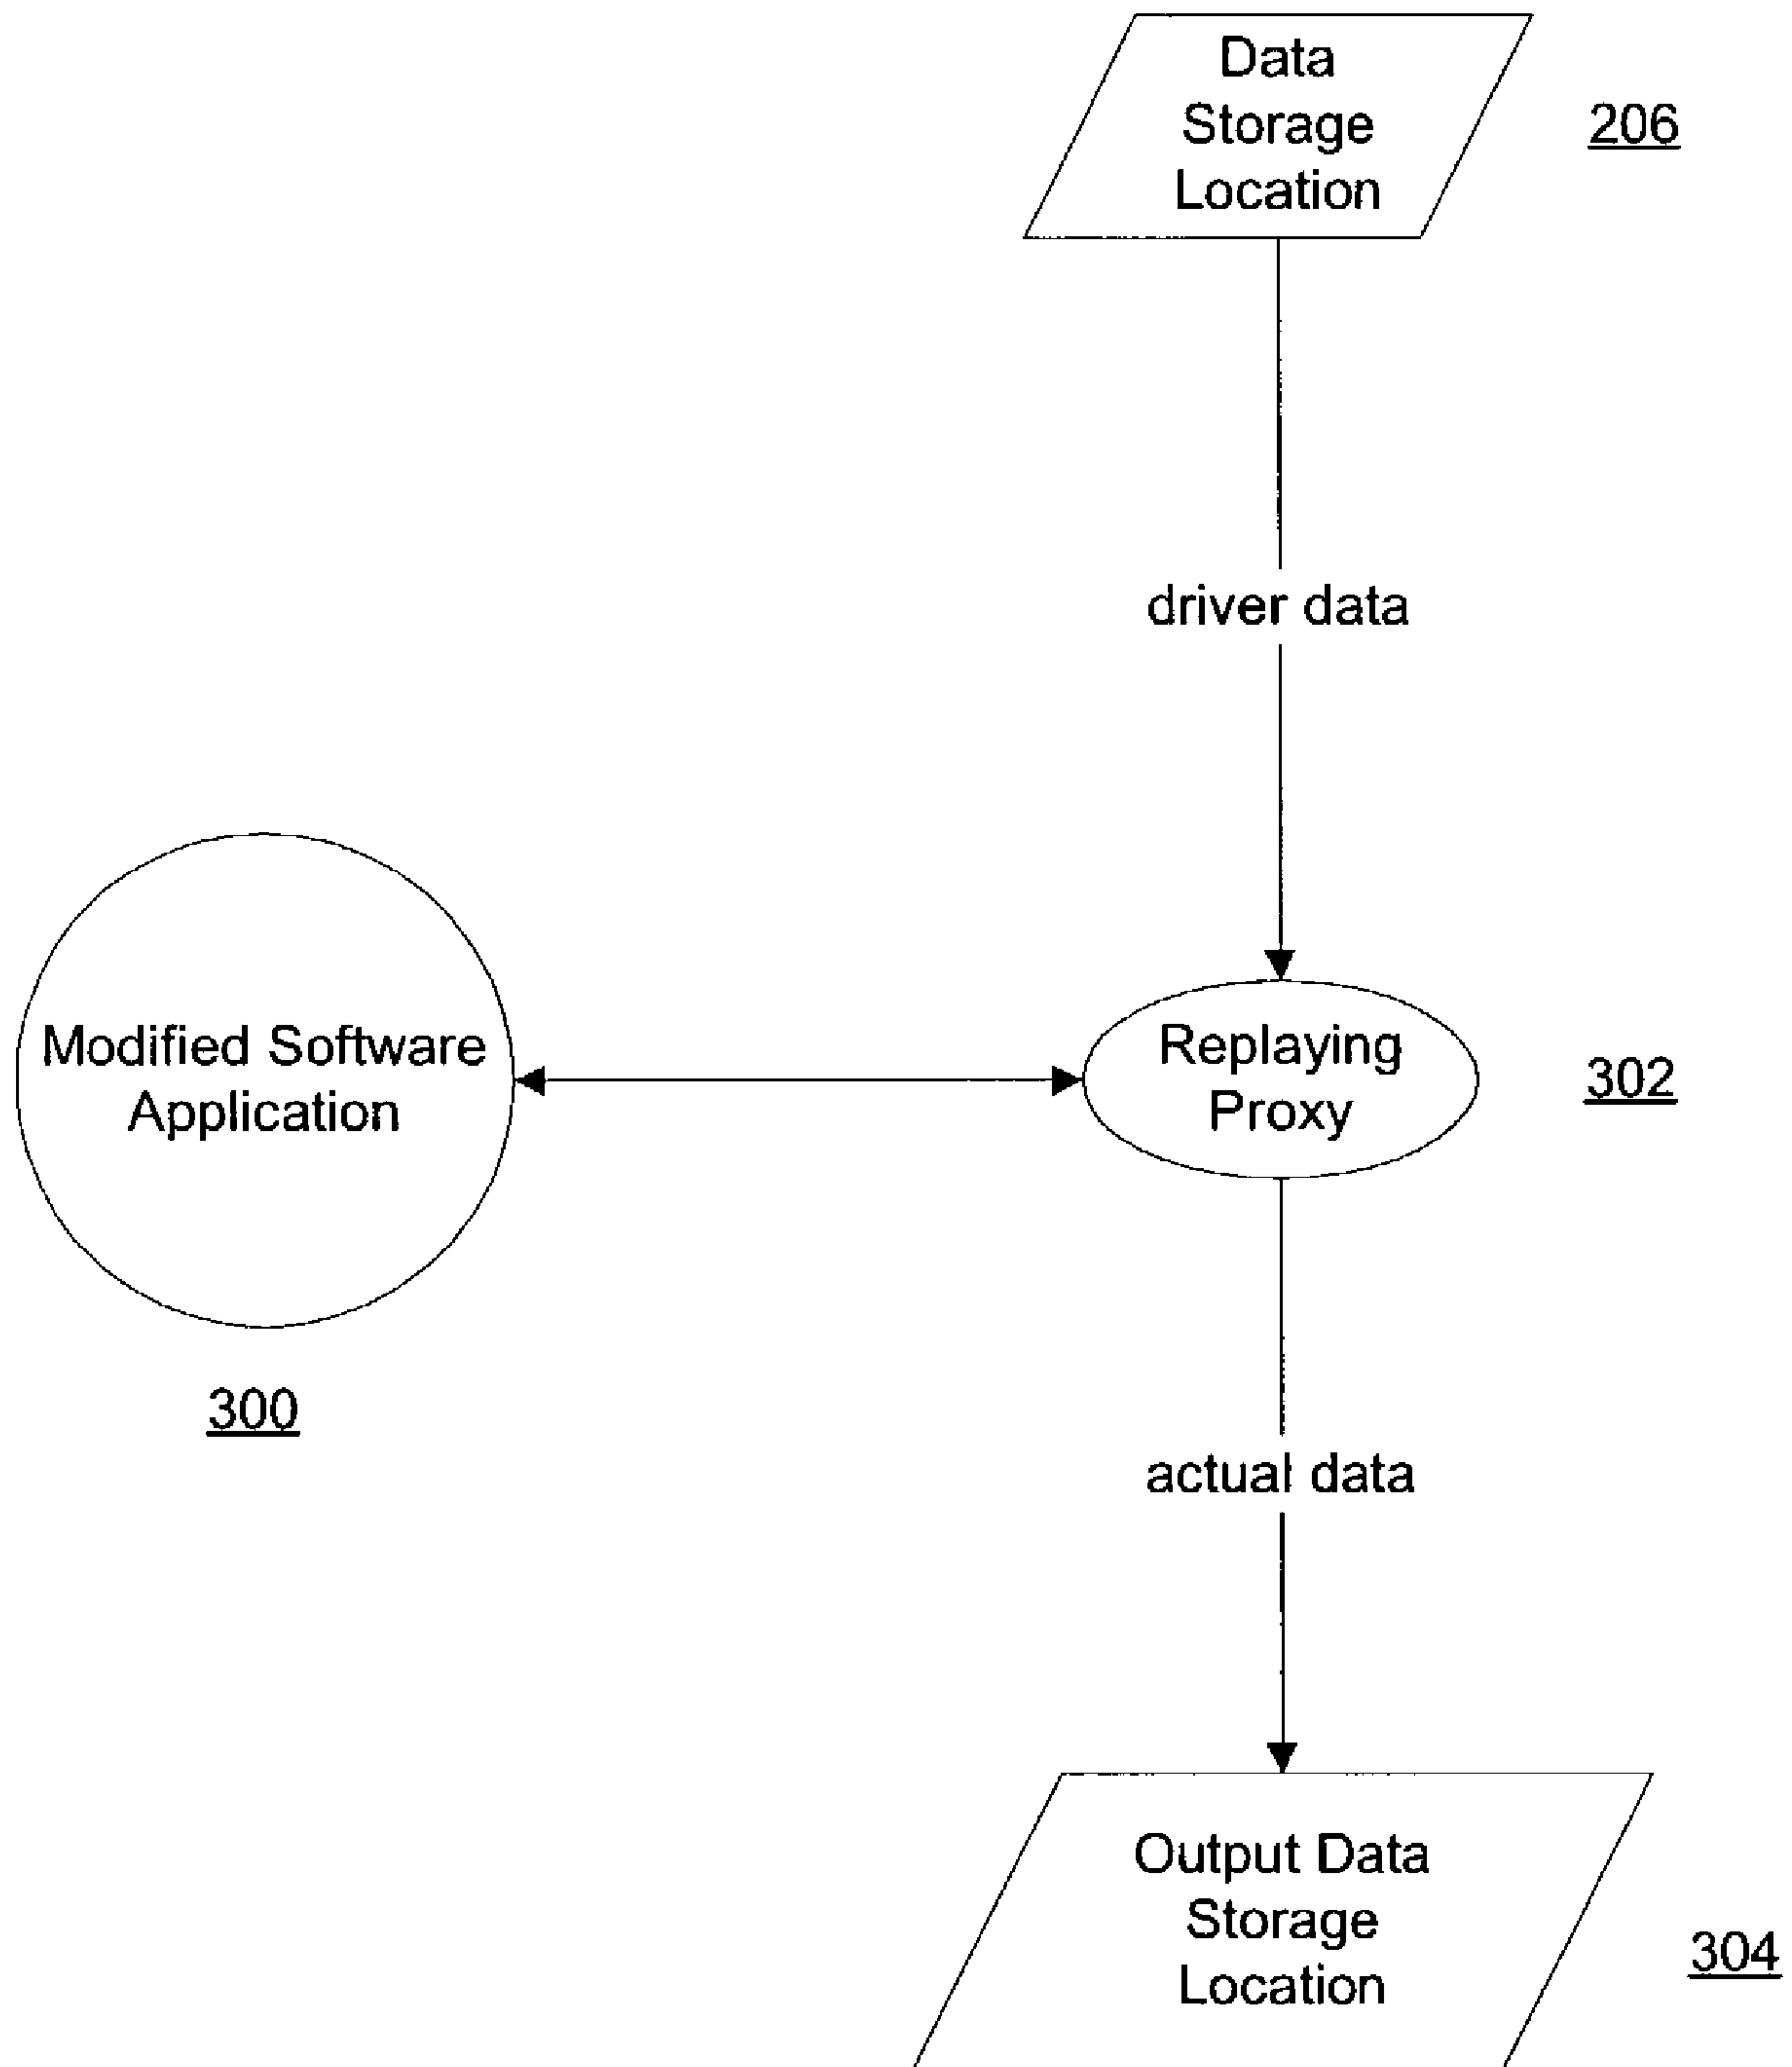 Data
Storage
Location
206
driver data
Modified Software
Application
300
Replaying
Proxy
302
actual data
Output Data
Storage
Location
304